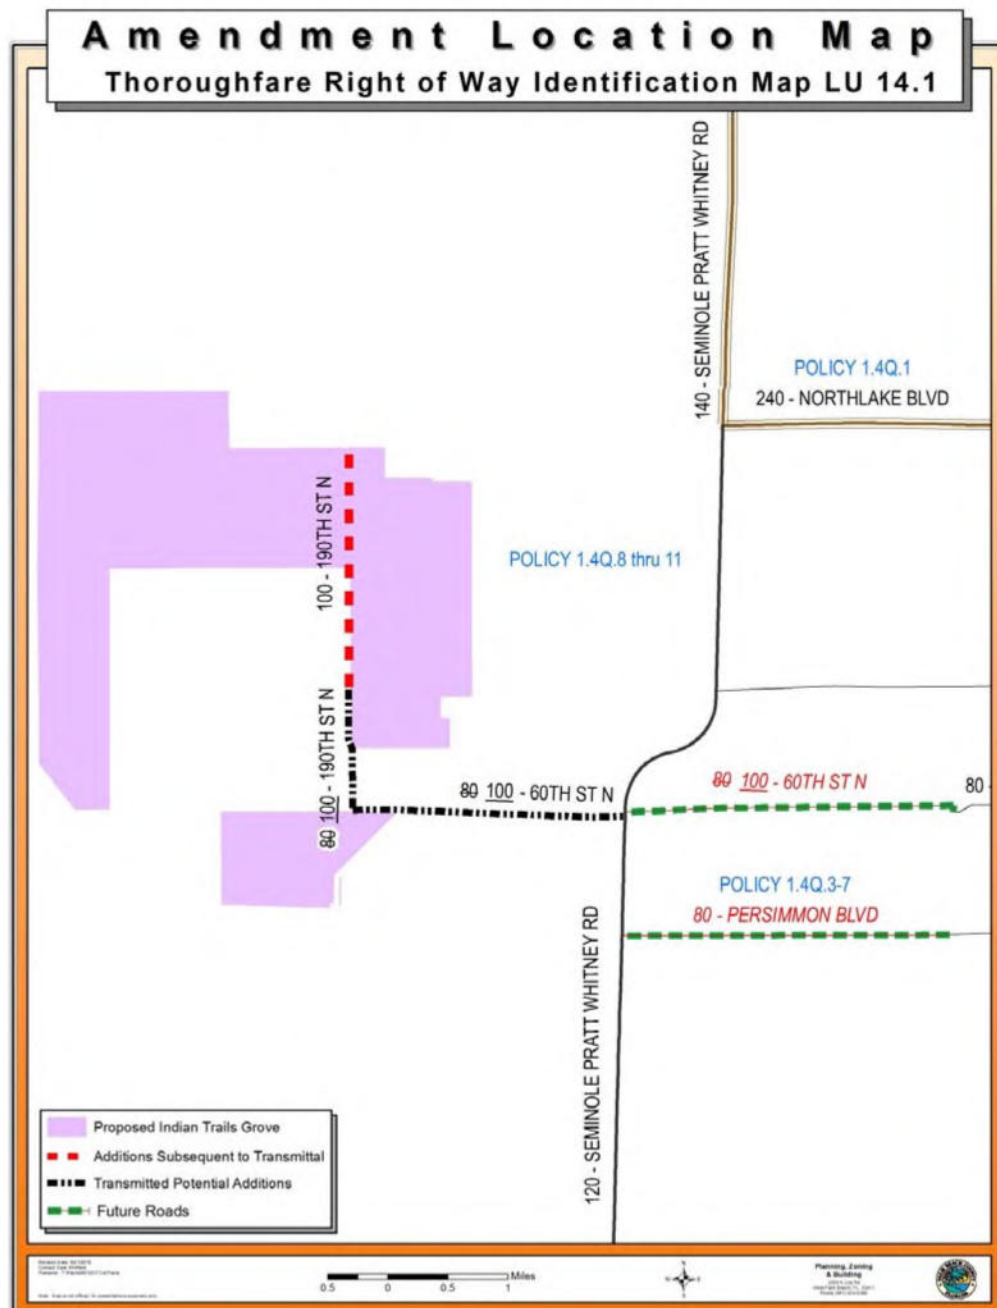 Amendment Location Map
Thoroughfare Right of Way Identification Map LU 14.1
140 - SEMINOLE PRATT WHITNEY RD
POLICY 1.4Q.1
240 - NORTHLAKE BLVD
100 - 190TH ST N
POLICY 1.4Q.8 thru 11
80 100 - 190TH ST N
80 100 - 60TH ST N
80 100 - 60TH ST N
80
POLICY 1.4Q.3-7
80 - PERSIMMON BLVD
120 - SEMINOLE PRATT WHITNEY RD
Proposed Indian Trails Grove
Additions Subsequent to Transmittal
Transmitted Potential Additions
Future Roads
0.5 0 0.5 1 Miles
Planning, Zoning
& Building